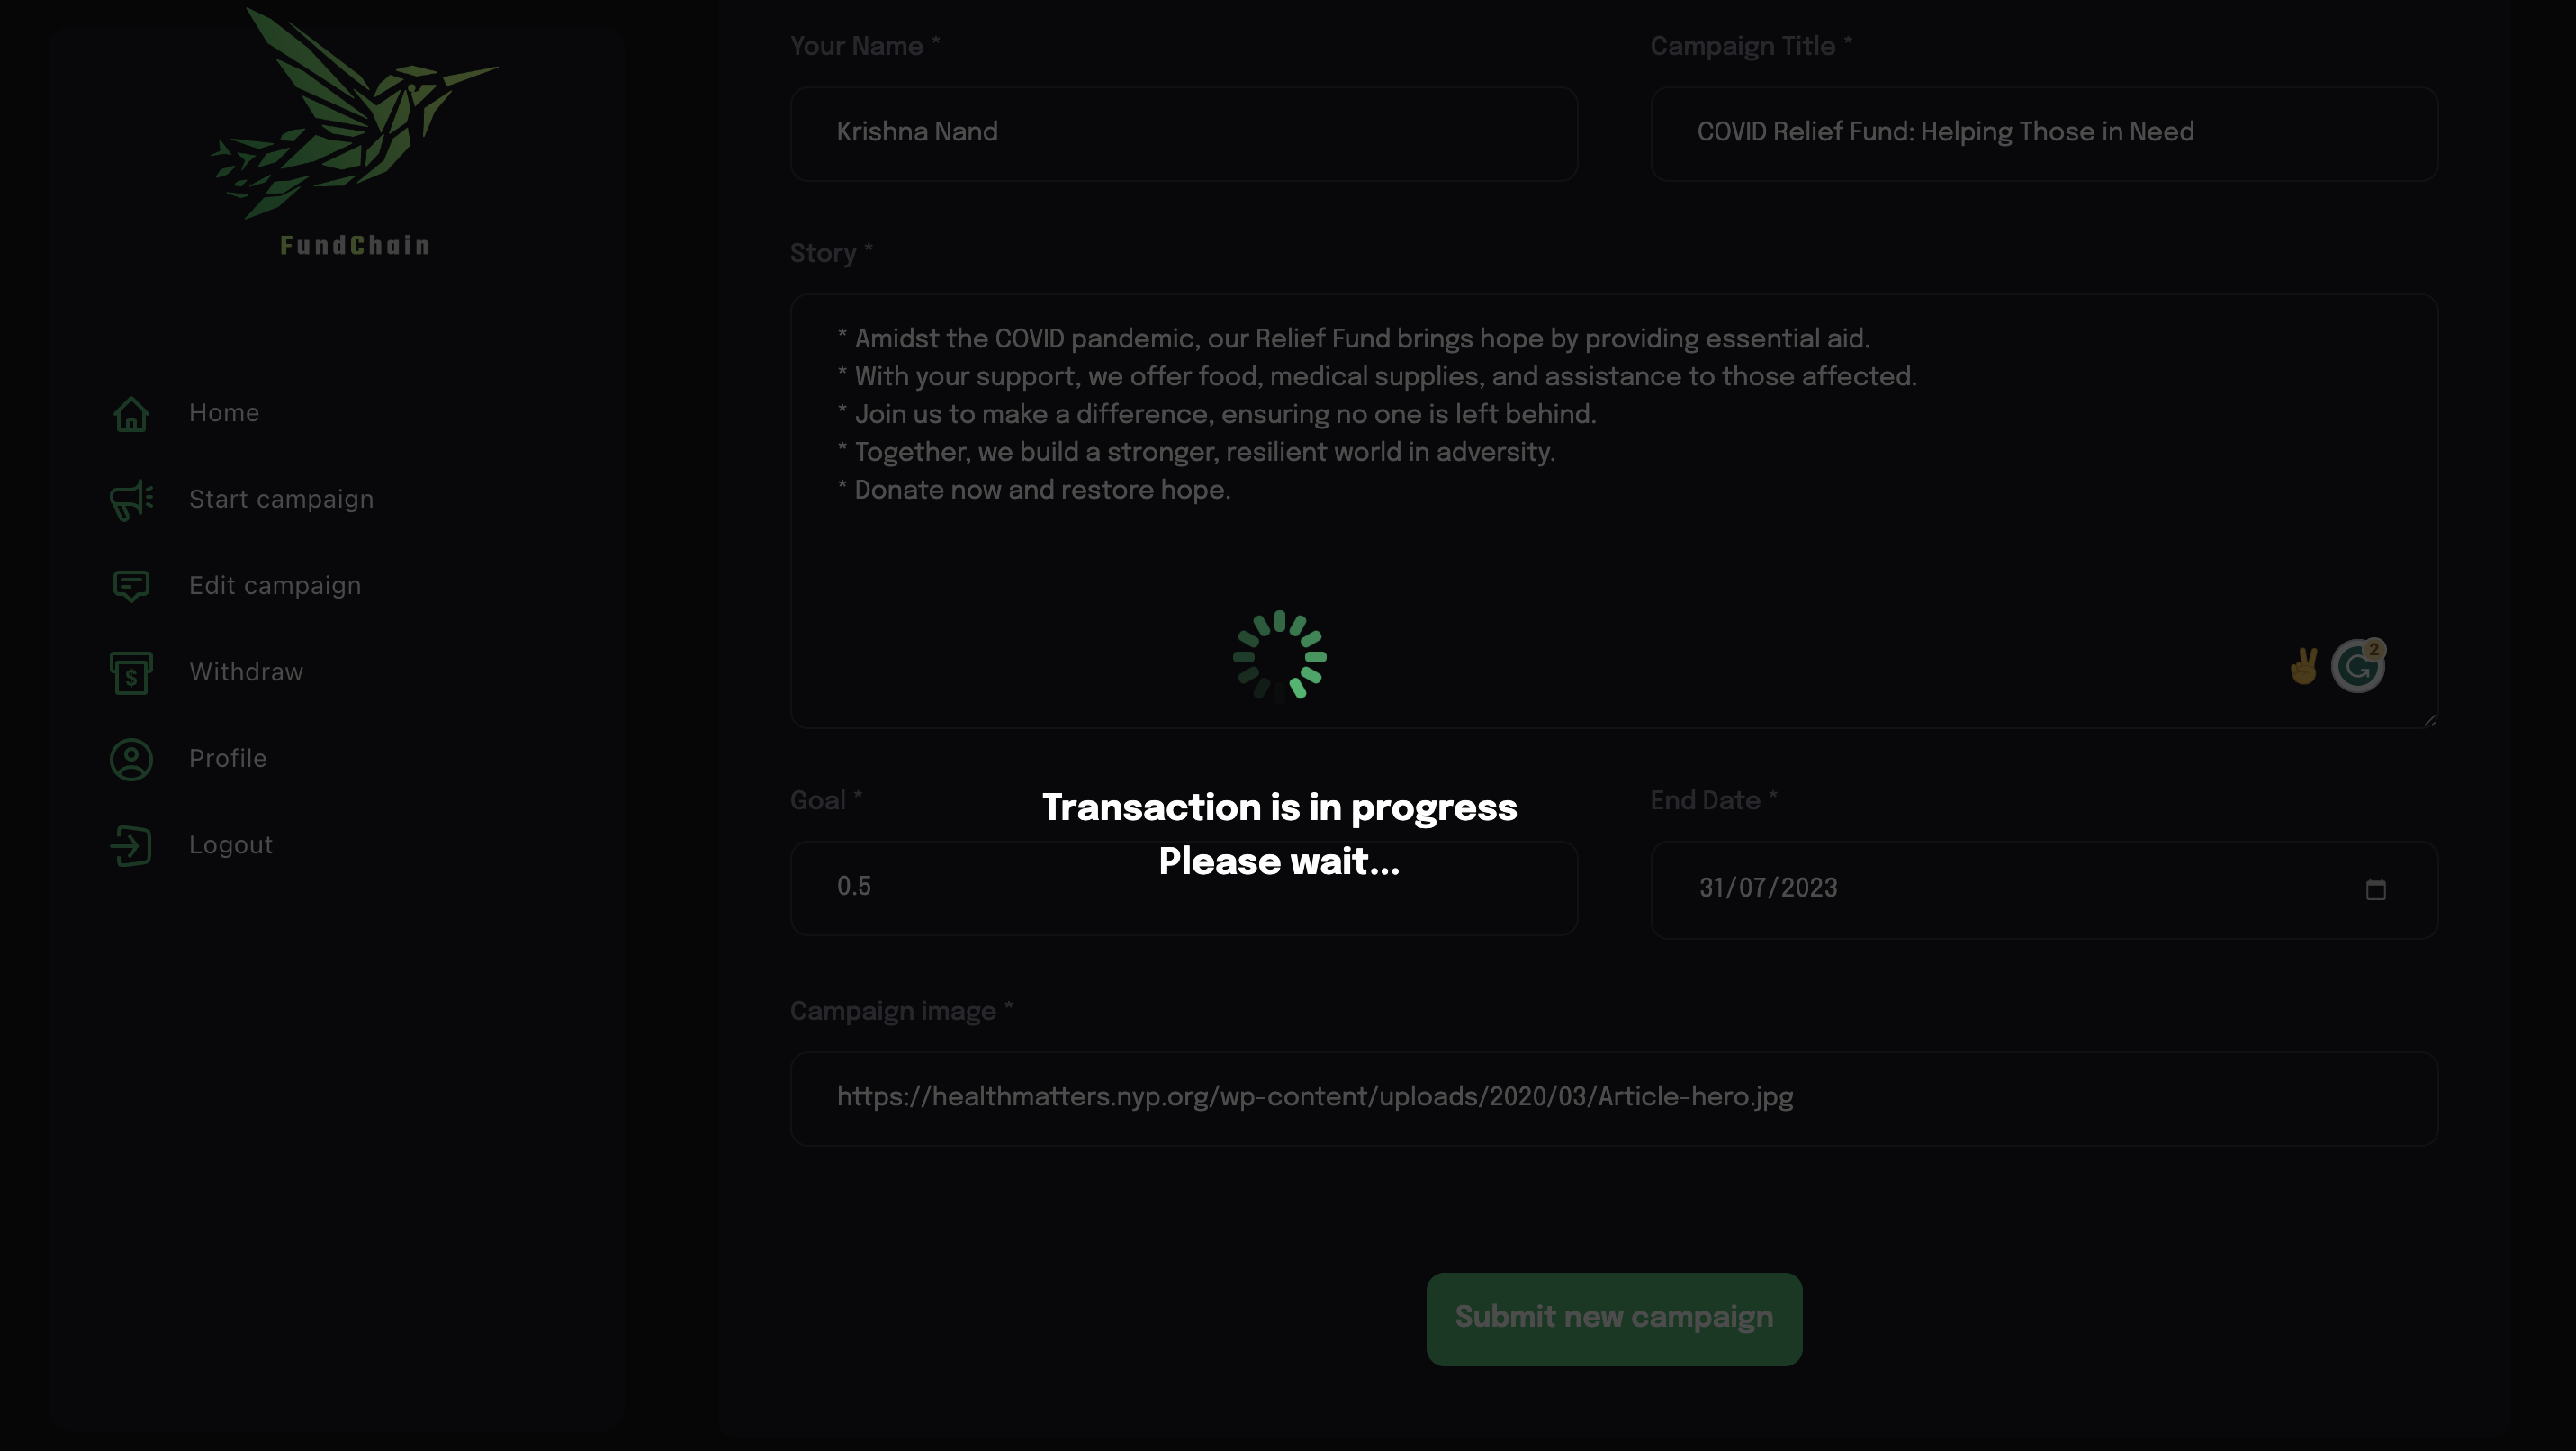 FundChain
Home
Start campaign
Edit campaign
Withdraw
Profile
Logout
Your Name *
Krishna Nand
Campaign Title *
COVID Relief Fund: Helping Those in Need
Story *
* Amidst the COVID pandemic, our Relief Fund brings hope by providing essential aid.
* With your support, we offer food, medical supplies, and assistance to those affected.
* Join us to make a difference, ensuring no one is left behind.
* Together, we build a stronger, resilient world in adversity.
* Donate now and restore hope.
2
Transaction is in progress
Please wait...
Goal *
0.5
End Date *
31/07/2023
Campaign image *
https://healthmatters.nyp.org/wp-content/uploads/2020/03/Article-hero.jpg
Submit new campaign